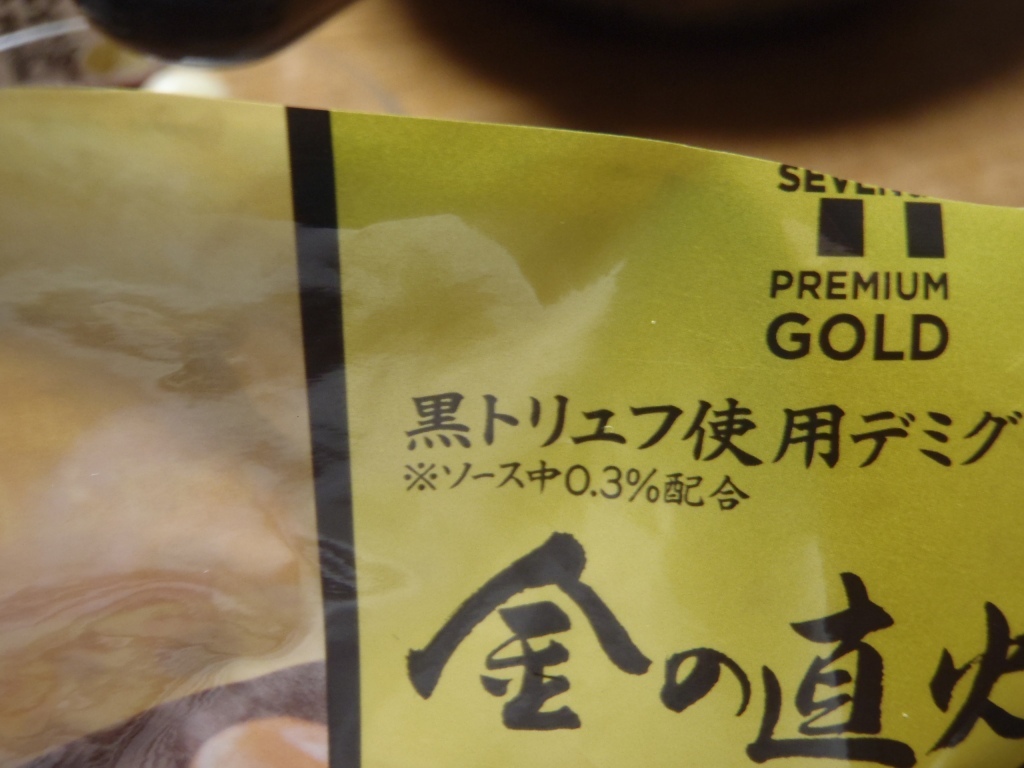 PREMIUM
GOLD
黒トリュフ使用デミグ
※ソース中0.3%配合
金の直火